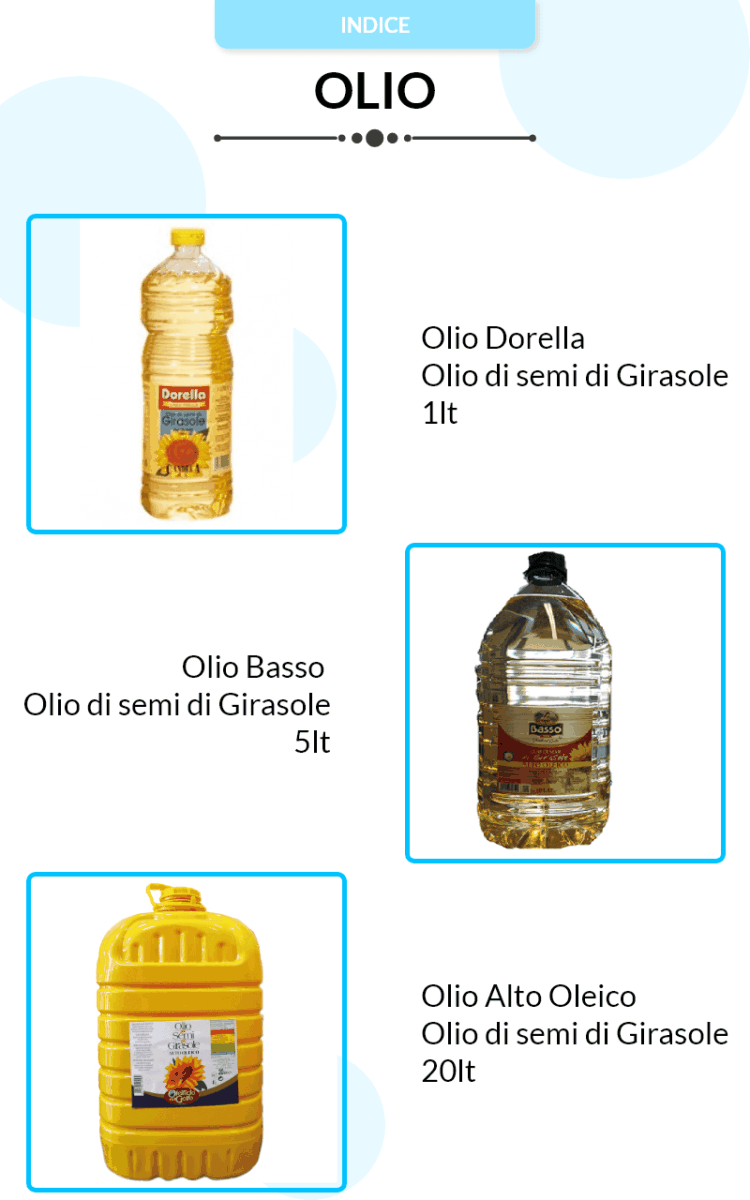 INDICE
OLIO
Dorella
Girasole
Olio Dorella
Olio di semi di Girasole
1lt
Olio Basso
Olio di semi di Girasole
5lt
Basso
Olio
Semi
Girasole
Olio Alto Oleico
Olio di semi di Girasole
20lt